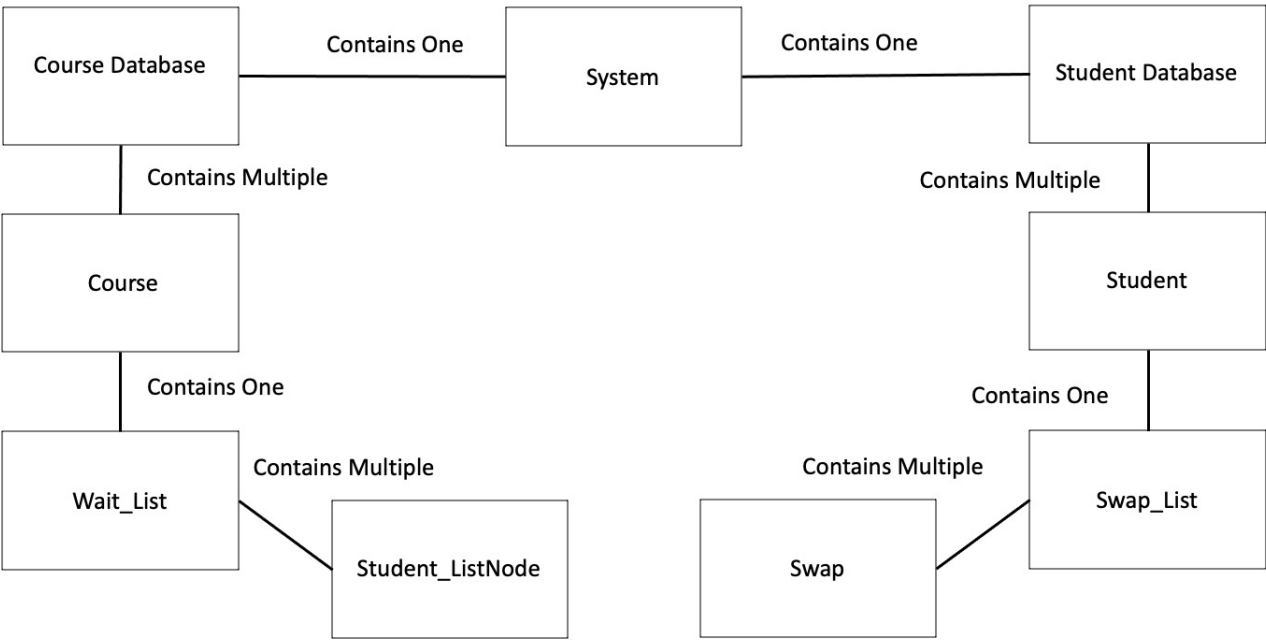 Course Database
Contains One
System
Contains One
Student Database
Contains Multiple
Contains Multiple
Course
Student
Contains One
Contains One
Wait_List
Contains Multiple
Contains Multiple
Swap_List
Student_ListNode
Swap